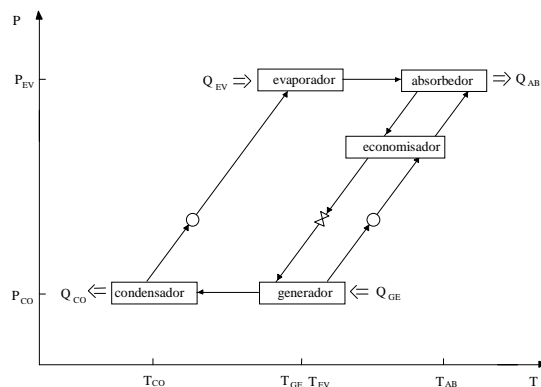 P
P EV
Q EV
evaporador
absorbedor
Q AB
economisador
P CO
Q CO
condensador
generador
Q GE
T CO
T GE
T EV
T AB
T